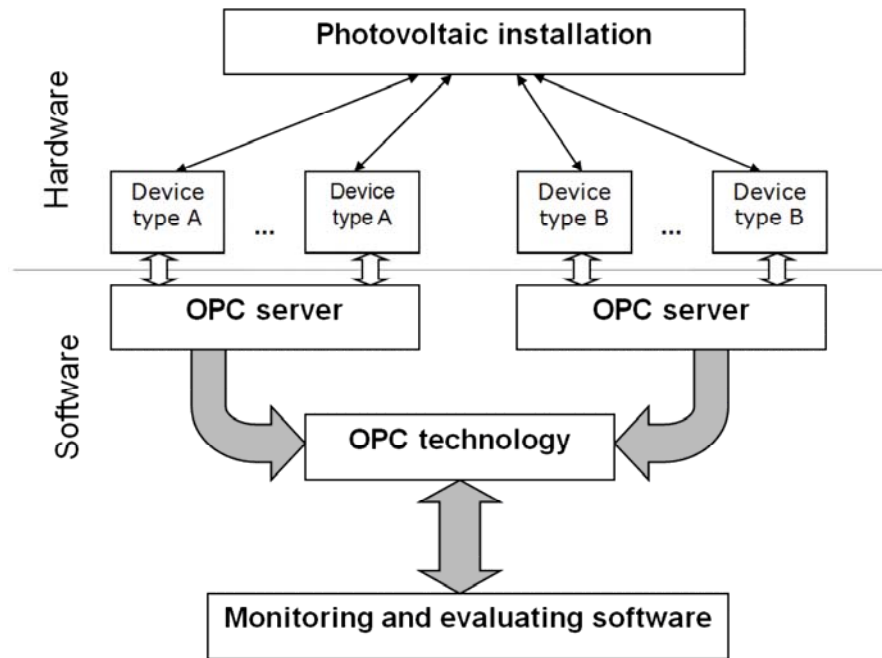 Photovoltaic installation
Hardware
Device
type A
...
Device
type A
Device
type B
...
Device
type B
OPC server
OPC server
Software
OPC technology
Monitoring and evaluating software